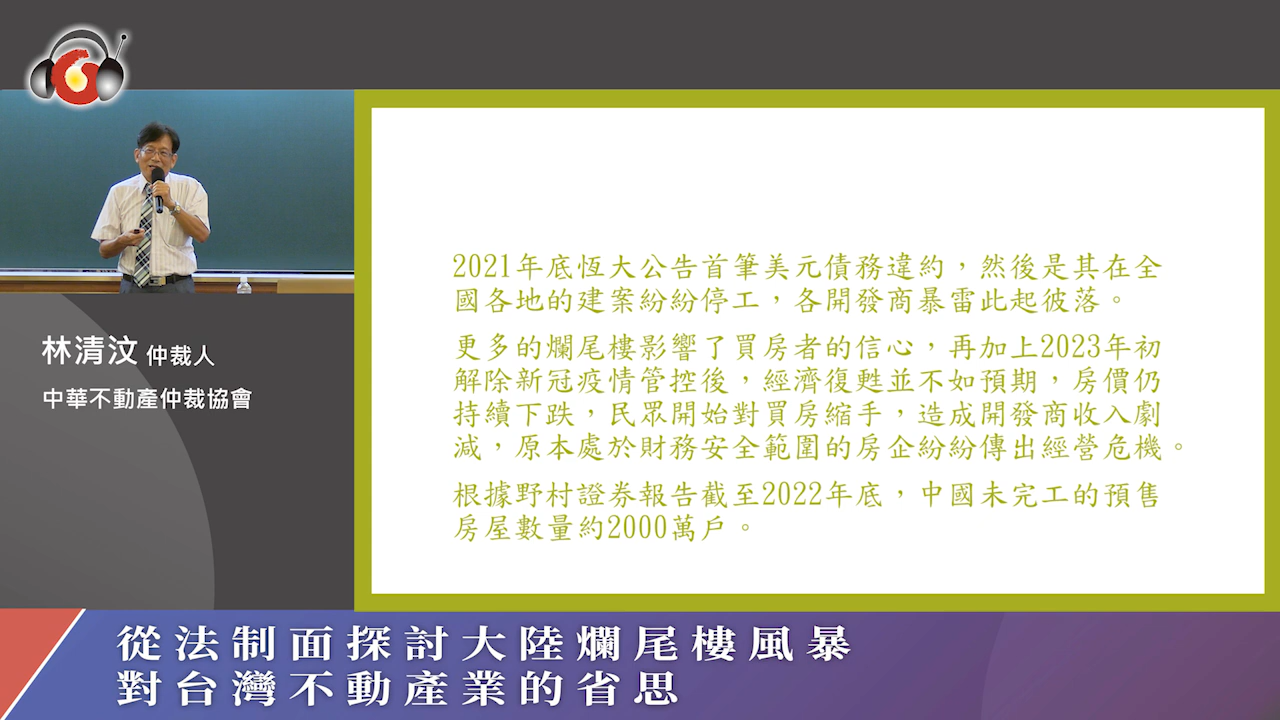 林清汶 仲裁人
中華不動產仲裁協會
2021年底恆大公告首筆美元債務違約，然後是其在全
國各地的建案紛紛停工，各開發商暴雷此起彼落。
更多的爛尾樓影響了買房者的信心，再加上2023年初
解除新冠疫情管控後，經濟復甦並不如預期，房價仍
持續下跌，民眾開始對買房縮手，造成開發商收入劇
減，原本處於財務安全範圍的房企紛紛傳出經營危機。
根據野村證券報告截至2022年底，中國未完工的預售
房屋數量約2000萬戶。
從法制面探討大陸爛尾樓風暴
對台灣不動產業的省思